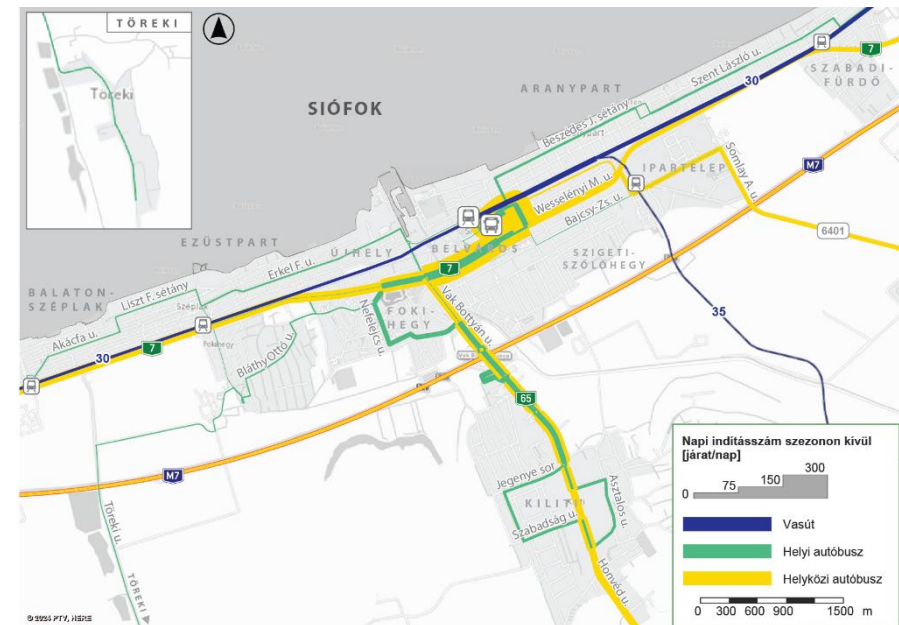 TÖREKI
Töreki
SIÓFOK
ARANYPART
Szent László u.
Beszédes J. sétány
30
7
SZABADI-
FÜRDŐ
M7
IPARTELEP
Somlay A. u.
Wesselényi M. u.
Bajcsy-Zs. u.
6401
EZÜSTPART
ÚJHELY
BELVÁROS
7
SZIGETI-
SZŐLŐHEGY
Erkel F. u.
Liszt F. sétány
BALATON-
SZÉPLAK
Széplak
Akácfa u.
FOKI-
HEGY
Nefelejcs u.
Vak Bottyán u.
Fokihegy
Bláthy Ottó u.
30
7
35
65
M7
Jegenye sor
KILITI
Szabadság u.
Asztalos u.
Honvéd u.
Töreki u.
TÖREKI
Napi indításszám szezonon kívül
[járat/nap]
0 75 150 300
Vasút
Helyi autóbusz
Helyközi autóbusz
0 300 600 900 1500 m
© 2024 PTV, HERE